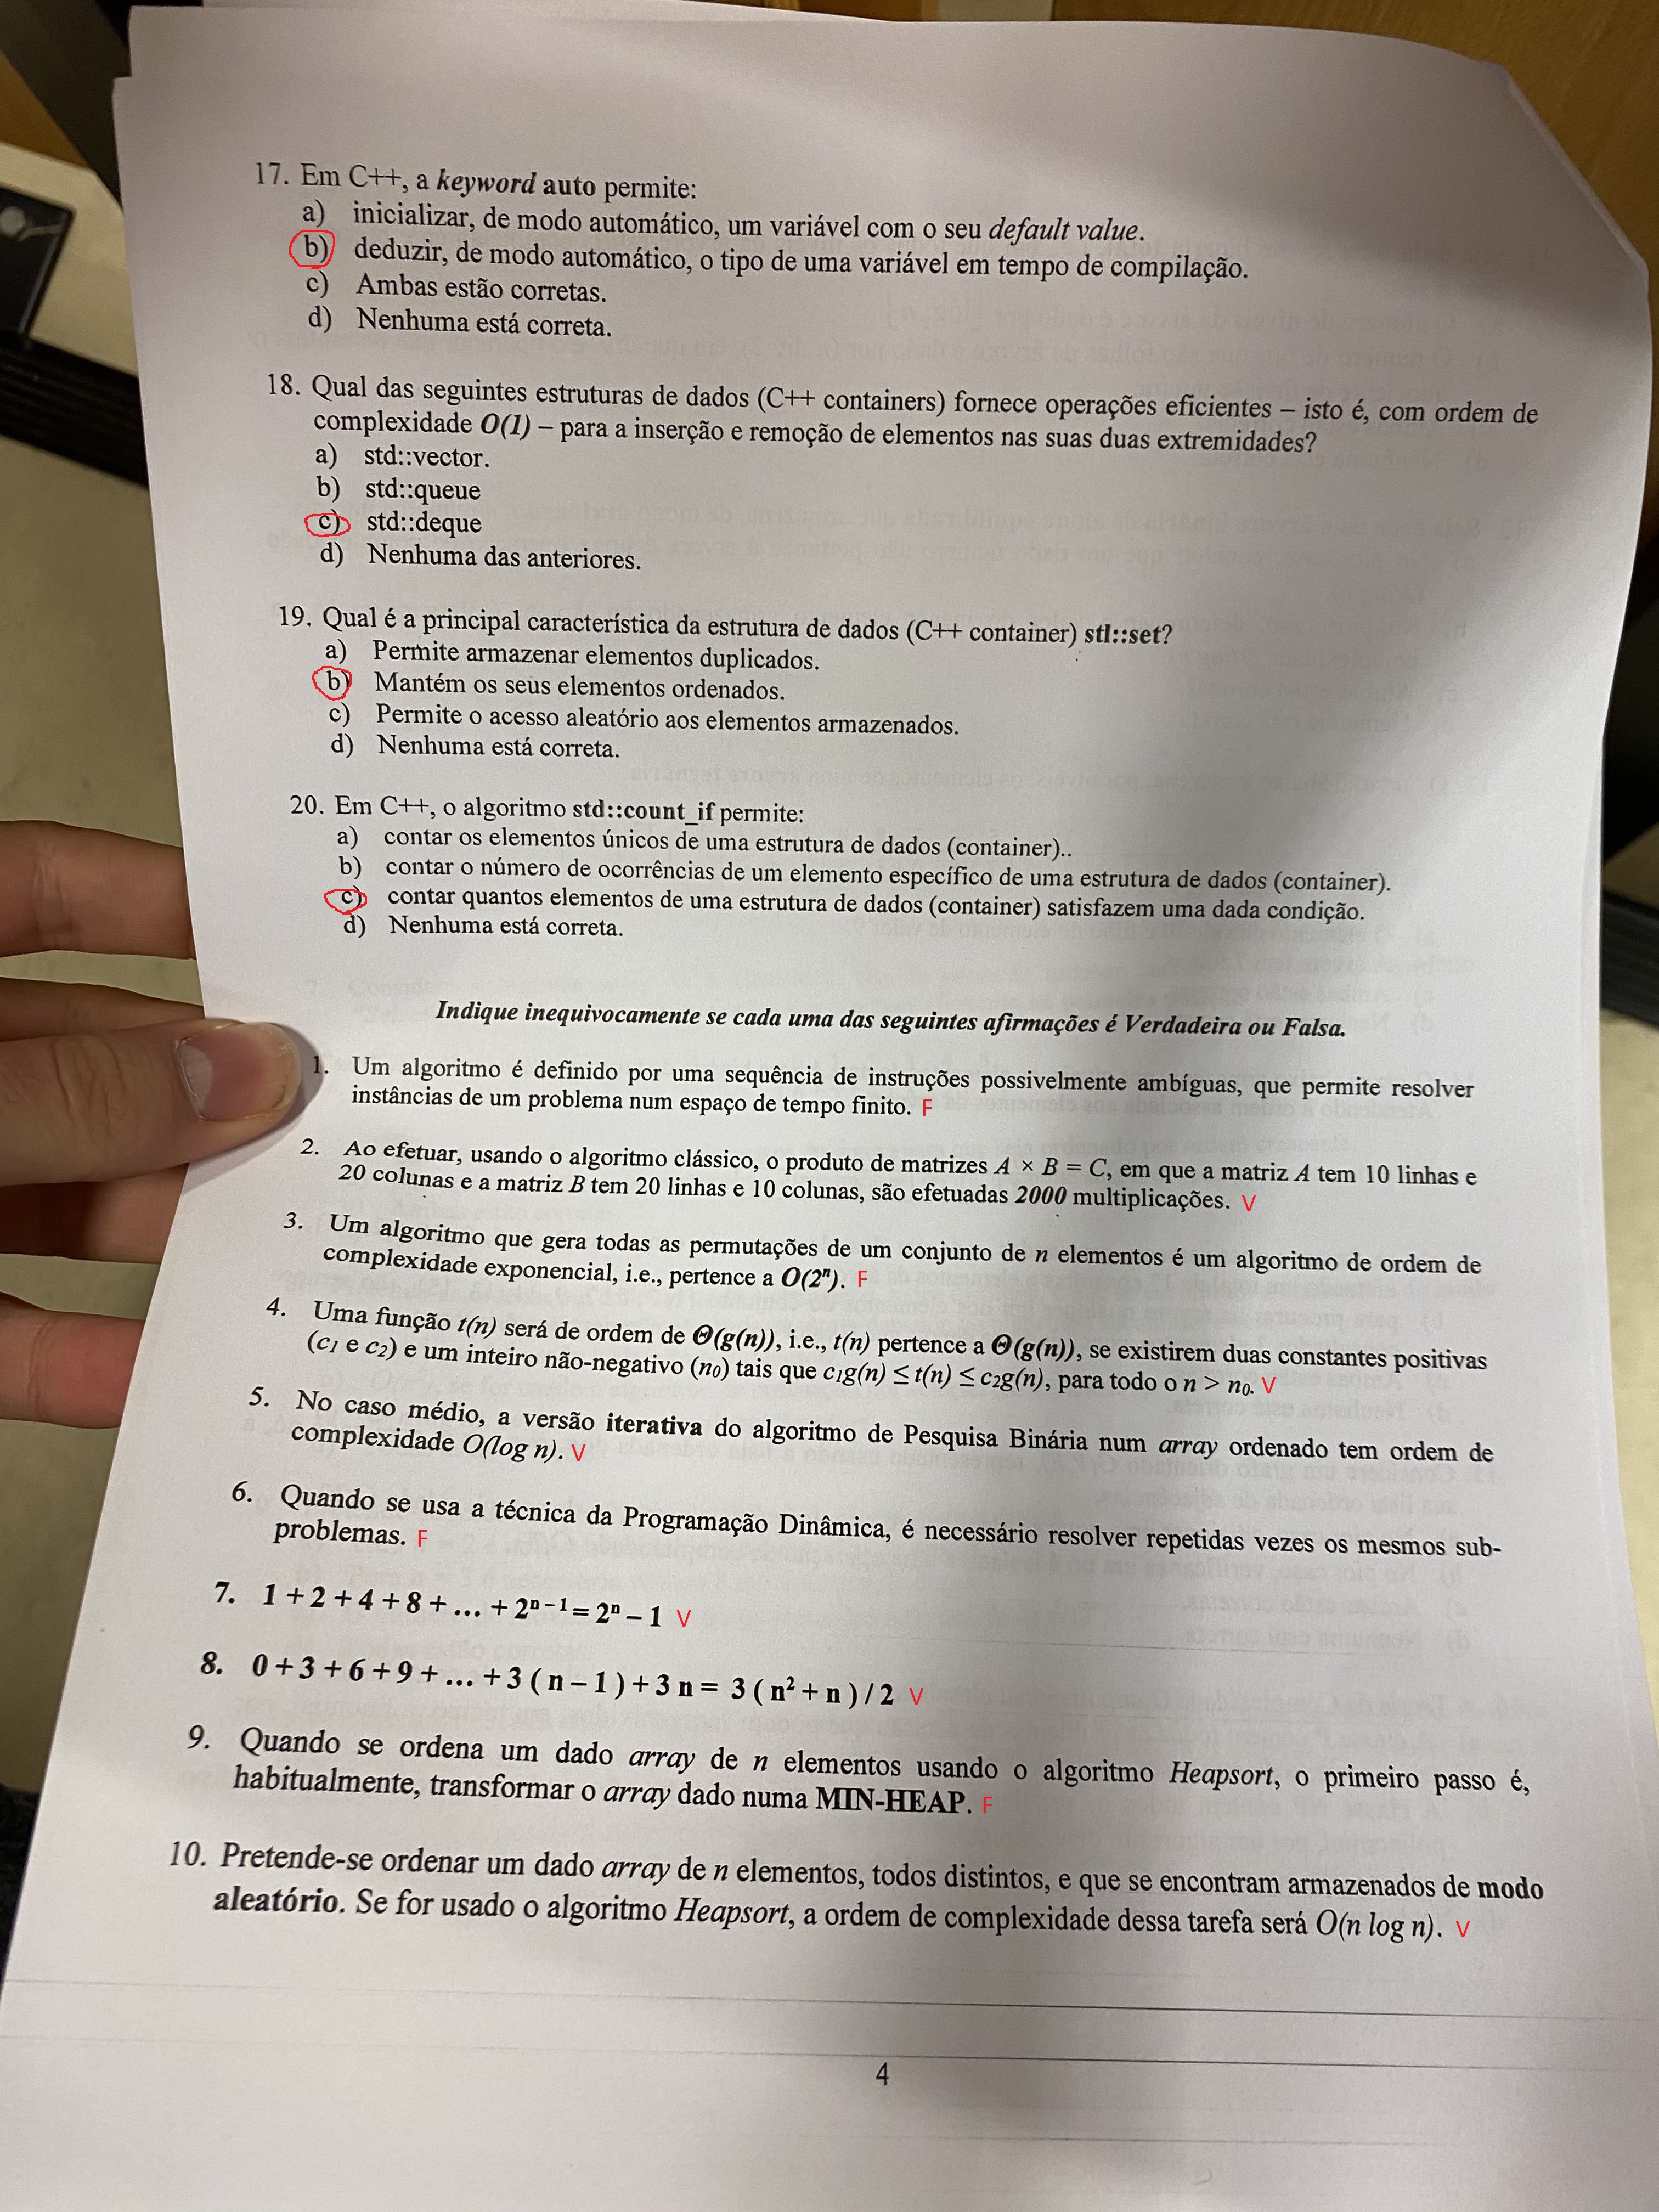 17. Em C++, a keyword auto permite:
a) inicializar, de modo automático, um variável com o seu default value.
b) deduzir, de modo automático, o tipo de uma variável em tempo de compilação.
c) Ambas estão corretas.
d) Nenhuma está correta.
18. Qual das seguintes estruturas de dados (C++ containers) fornece operações eficientes – isto é, com ordem de
complexidade O(1) – para a inserção e remoção de elementos nas suas duas extremidades?
a) std::vector.
b) std::queue
c) std::deque
d) Nenhuma das anteriores.
19. Qual é a principal característica da estrutura de dados (C++ container) stl::set?
a) Permite armazenar elementos duplicados.
b) Mantém os seus elementos ordenados.
c) Permite o acesso aleatório aos elementos armazenados.
d) Nenhuma está correta.
20. Em C++, o algoritmo std::count_if permite:
a) contar os elementos únicos de uma estrutura de dados (container)..
b) contar o número de ocorrências de um elemento específico de uma estrutura de dados (container).
c) contar quantos elementos de uma estrutura de dados (container) satisfazem uma dada condição.
d) Nenhuma está correta.
Indique inequivocamente se cada uma das seguintes afirmações é Verdadeira ou Falsa.
1. Um algoritmo é definido por uma sequência de instruções possivelmente ambíguas, que permite resolver
instâncias de um problema num espaço de tempo finito. F
2. Ao efetuar, usando o algoritmo clássico, o produto de matrizes A × B = C, em que a matriz A tem 10 linhas e
20 colunas e a matriz B tem 20 linhas e 10 colunas, são efetuadas 2000 multiplicações. V
3. Um algoritmo que gera todas as permutações de um conjunto de n elementos é um algoritmo de ordem de
complexidade exponencial, i.e., pertence a O(2ⁿ). F
4. Uma função t(n) será de ordem de Θ(g(n)), i.e., t(n) pertence a Θ(g(n)), se existirem duas constantes positivas
(c₁ e c₂) e um inteiro não-negativo (n₀) tais que c₁g(n) ≤ t(n) ≤ c₂g(n), para todo o n > n₀. V
5. No caso médio, a versão iterativa do algoritmo de Pesquisa Binária num array ordenado tem ordem de
complexidade O(log n). V
6. Quando se usa a técnica da Programação Dinâmica, é necessário resolver repetidas vezes os mesmos sub-
problemas. F
7. 1 + 2 + 4 + 8 + ... + 2ⁿ⁻¹ = 2ⁿ – 1 V
8. 0 + 3 + 6 + 9 + ... + 3 ( n – 1 ) + 3 n = 3 ( n² + n ) / 2 V
9. Quando se ordena um dado array de n elementos usando o algoritmo Heapsort, o primeiro passo é,
habitualmente, transformar o array dado numa MIN-HEAP. F
10. Pretende-se ordenar um dado array de n elementos, todos distintos, e que se encontram armazenados de modo
aleatório. Se for usado o algoritmo Heapsort, a ordem de complexidade dessa tarefa será O(n log n). V
4